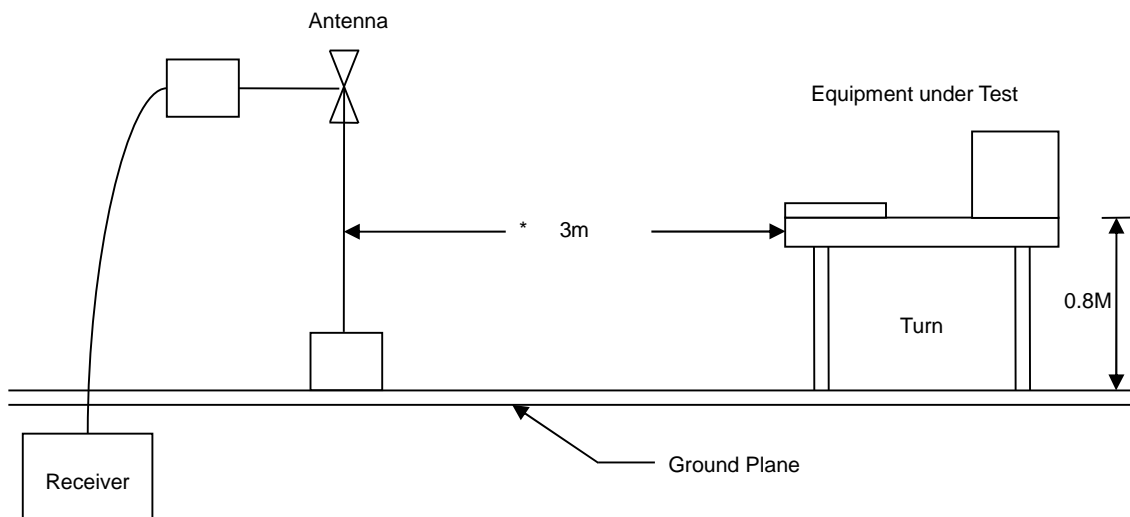 Antenna
Equipment under Test
* 3m
0.8M
Turn
Ground Plane
Receiver